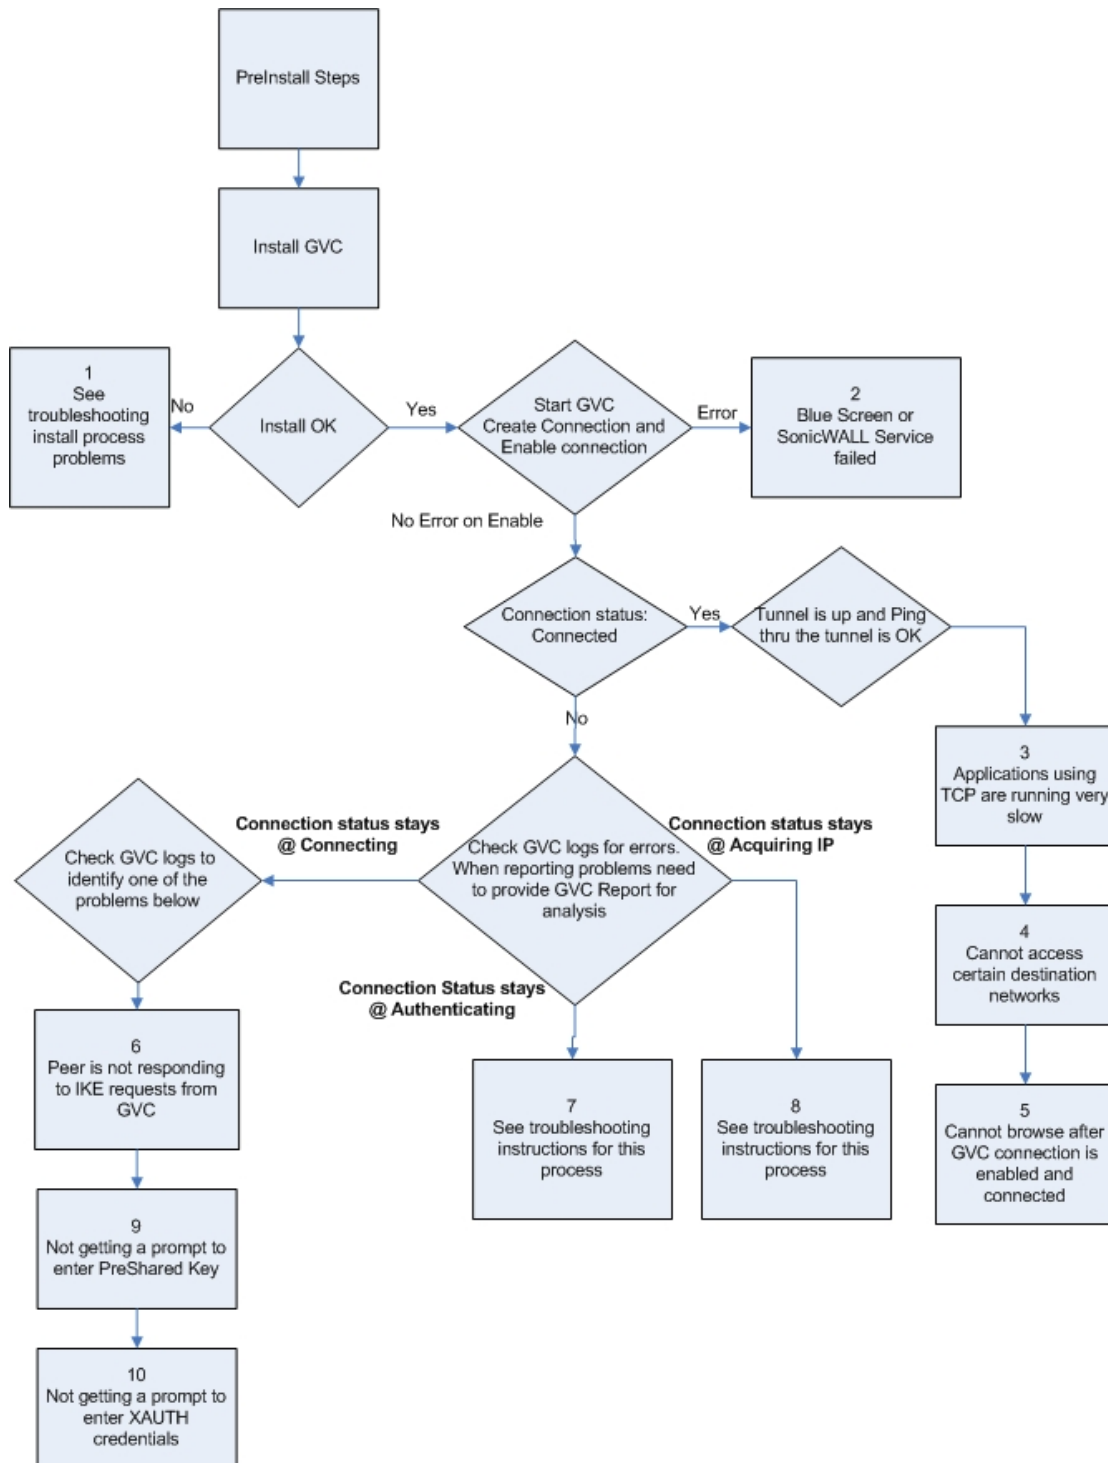 PreInstall Steps
Install GVC
1
See
troubleshooting
install process
problems
No
Install OK
Yes
Start GVC
Create Connection and
Enable connection
Error
2
Blue Screen or
SonicWALL Service
failed
No Error on Enable
Connection status:
Connected
Yes
Tunnel is up and Ping
thru the tunnel is OK
No
3
Applications using
TCP are running very
slow
Connection status stays
@ Connecting
Check GVC logs for errors.
When reporting problems need
to provide GVC Report for
analysis
Connection status stays
@ Acquiring IP
Check GVC logs to
identify one of the
problems below
4
Cannot access
certain destination
networks
Connection Status stays
@ Authenticating
6
Peer is not responding
to IKE requests from
GVC
7
See troubleshooting
instructions for this
process
8
See troubleshooting
instructions for this
process
5
Cannot browse after
GVC connection is
enabled and
connected
9
Not getting a prompt to
enter PreShared Key
10
Not getting a prompt to
enter XAUTH
credentials